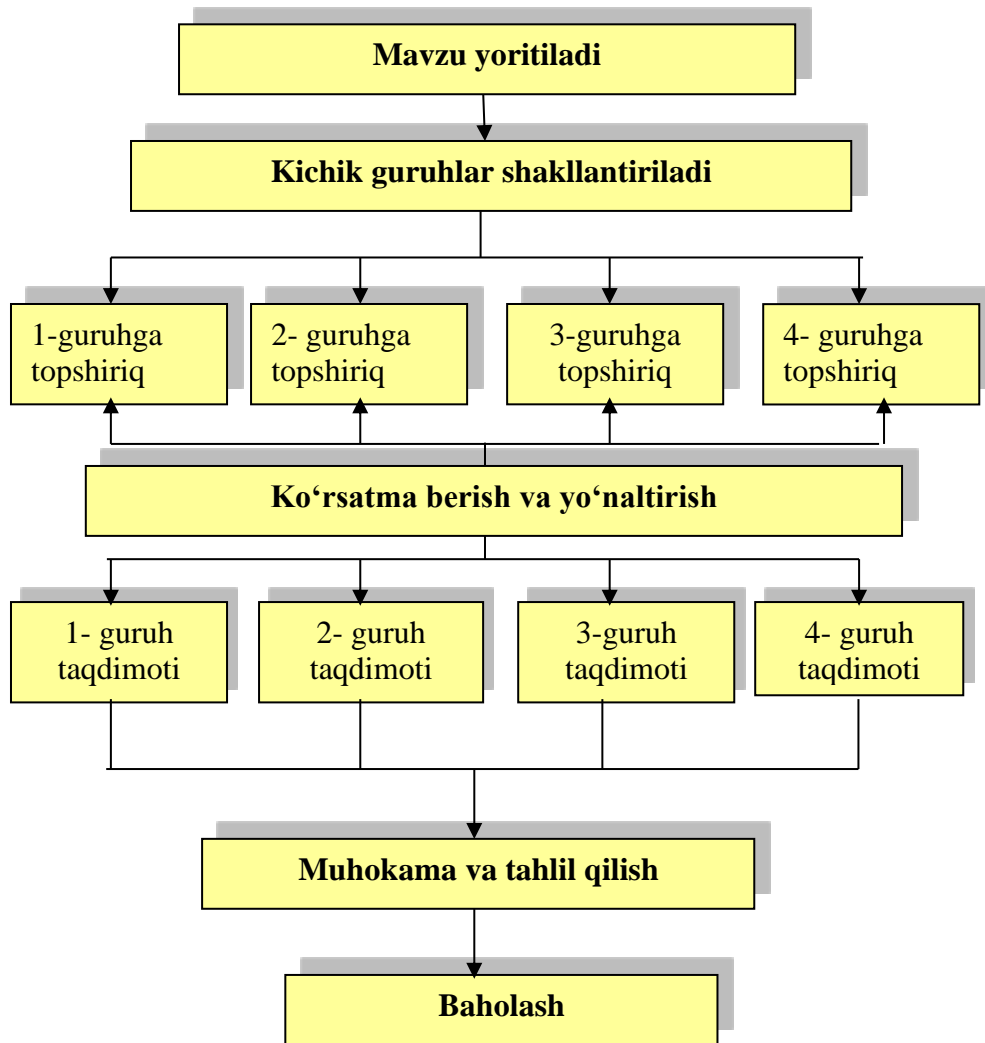 Mavzu yoritiladi
Kichik guruhlar shakllantiriladi
1-guruhga
topshiriq
2- guruhga
topshiriq
3-guruhga
topshiriq
4- guruhga
topshiriq
Ko‘rsatma berish va yo‘naltirish
1- guruh
taqdimoti
2- guruh
taqdimoti
3-guruh
taqdimoti
4- guruh
taqdimoti
Muhokama va tahlil qilish
Baholash